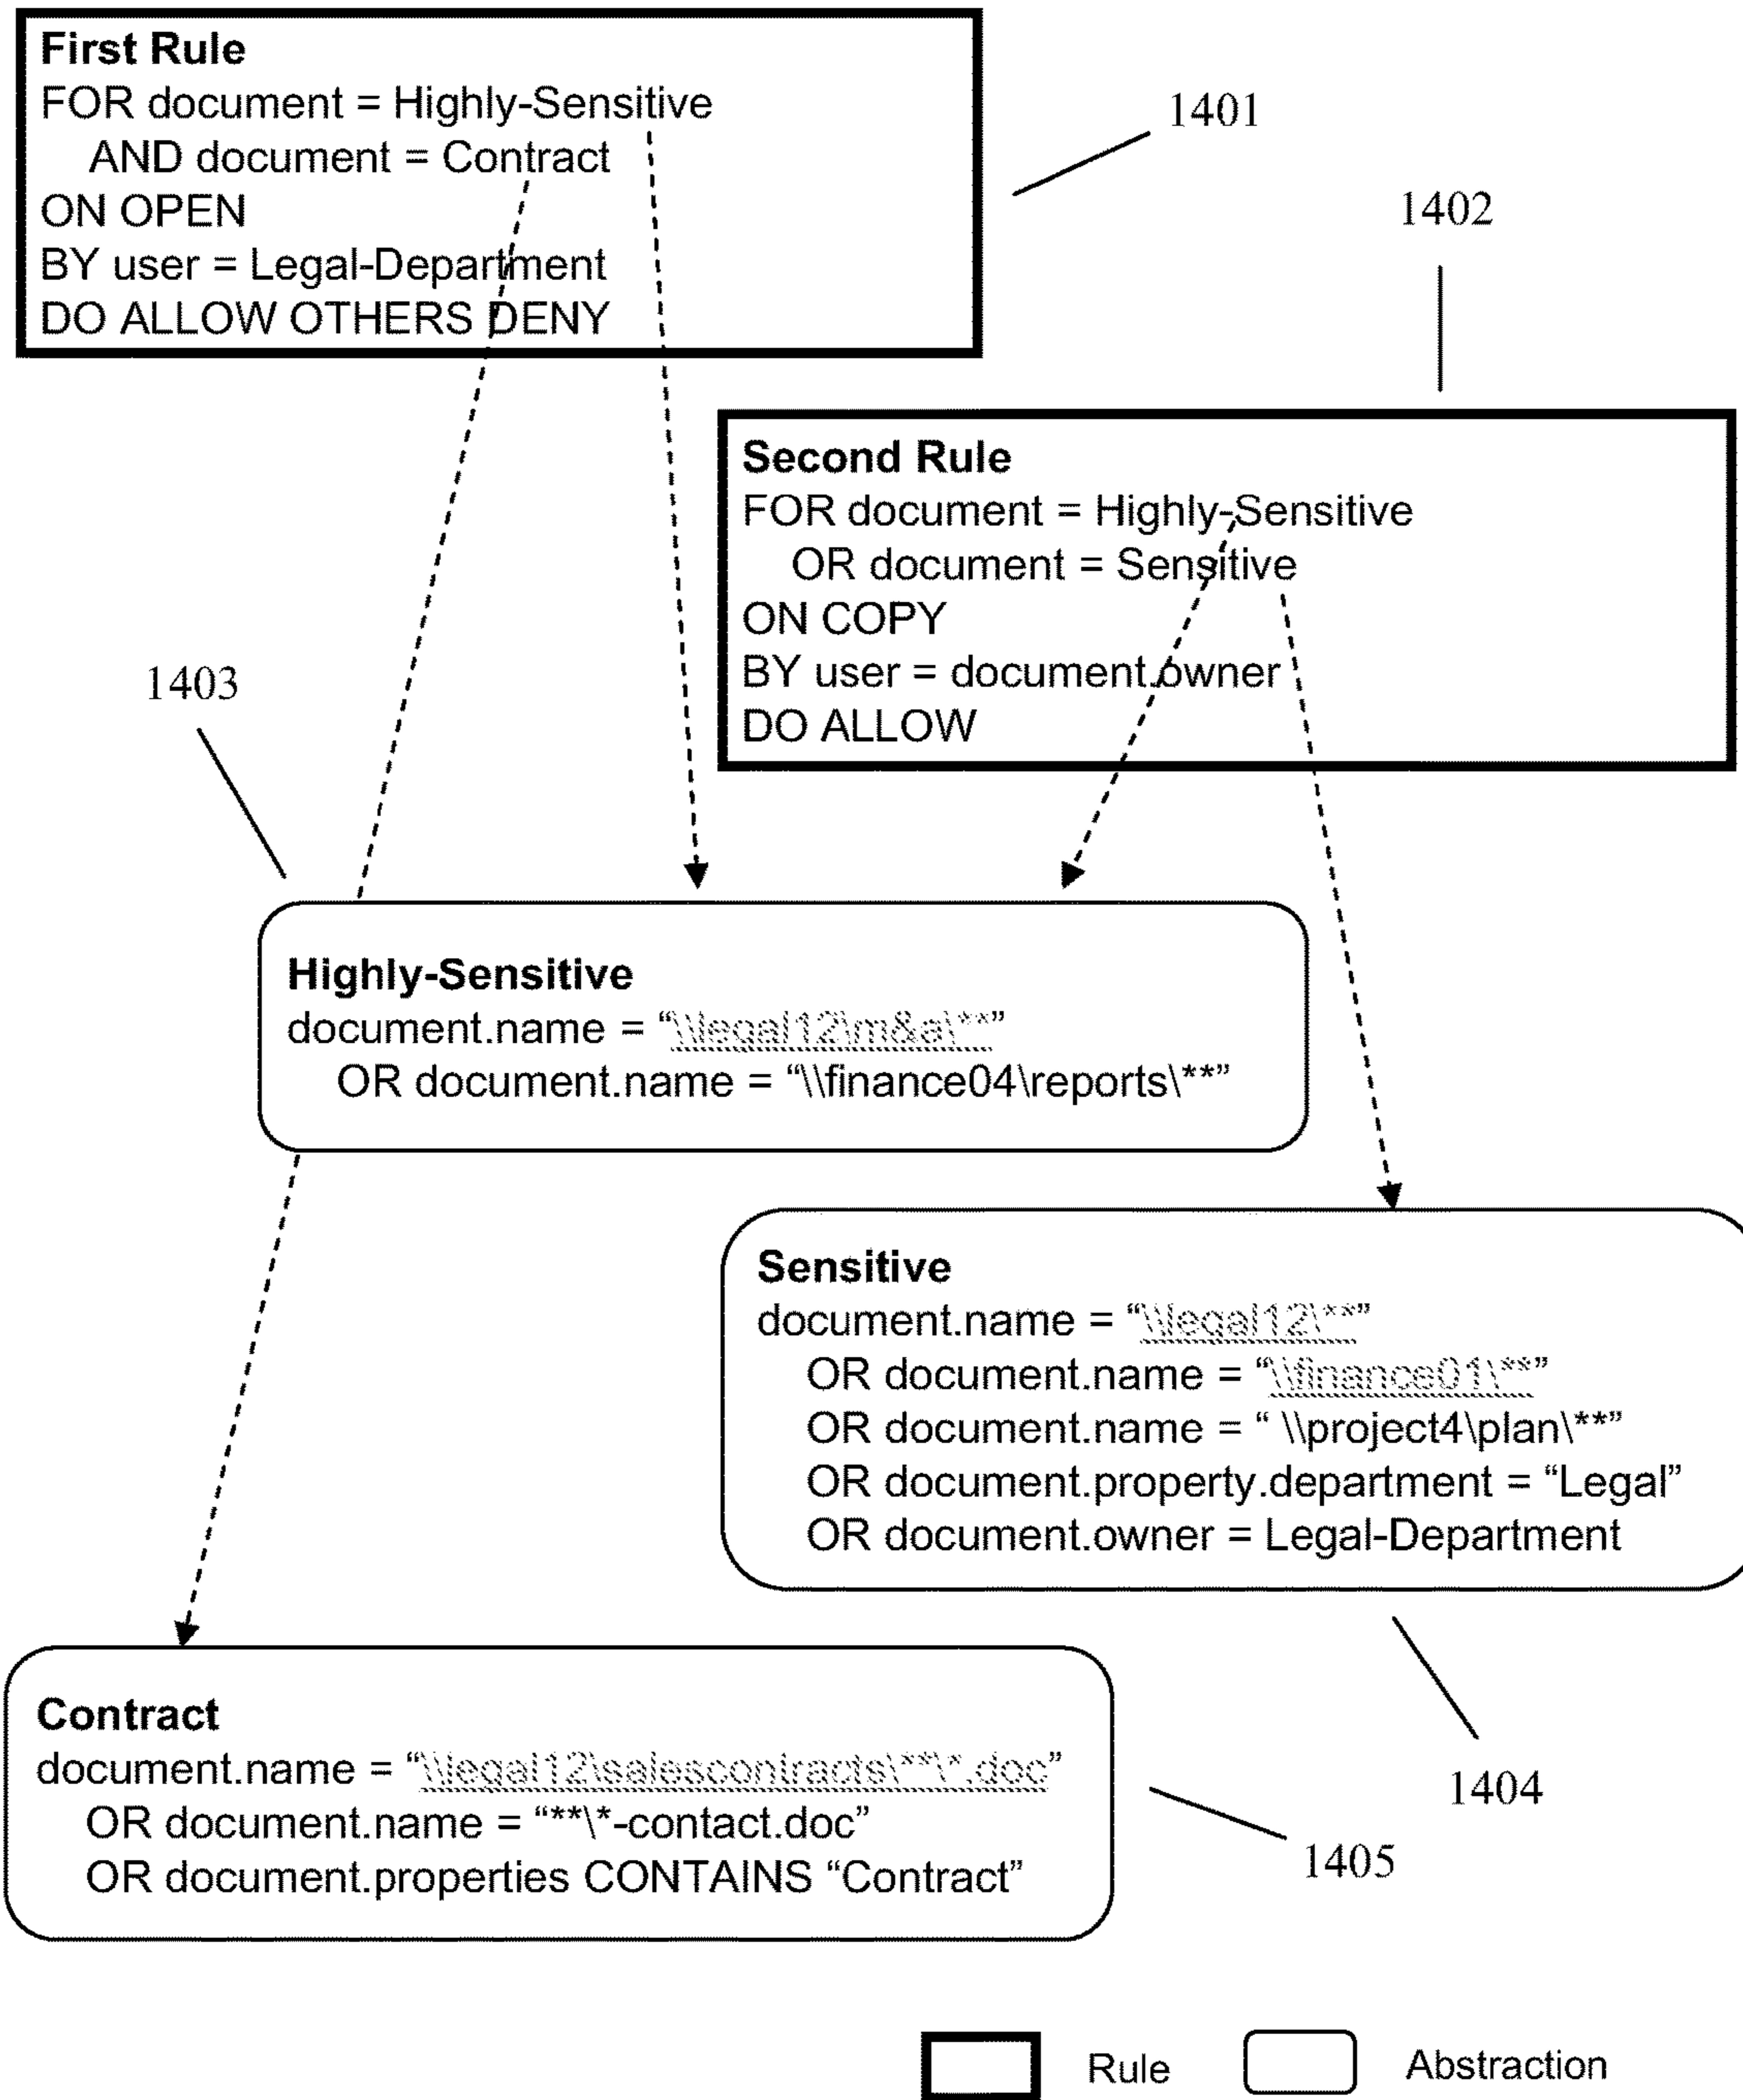 First Rule
FOR document = Highly-Sensitive
AND document = Contract
ON OPEN
BY user = Legal-Department
DO ALLOW OTHERS DENY
1401
1402
Second Rule
FOR document = Highly-Sensitive
OR document = Sensitive
ON COPY
BY user = document.owner
DO ALLOW
1403
Highly-Sensitive
document.name = “\\legal12\m&a\**”
OR document.name = “\\finance04\reports\**”
Sensitive
document.name = “\\legal12\**”
OR document.name = “\\finance01\**”
OR document.name = “ \\project4\plan\**”
OR document.property.department = “Legal”
OR document.owner = Legal-Department
1404
Contract
document.name = “\\legal12\salescontracts\**\*.doc”
OR document.name = “**\*-contact.doc”
OR document.properties CONTAINS “Contract”
1405
Rule
Abstraction